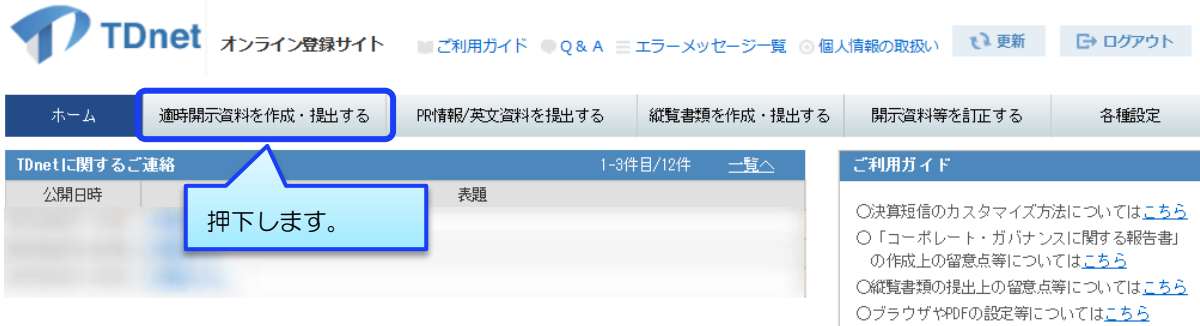 TDnet オンライン登録サイト ご利用ガイド Q & A エラーメッセージ一覧 個人情報の取扱い 更新 ログアウト
ホーム 適時開示資料を作成・提出する PR情報/英文資料を提出する 縦覧書類を作成・提出する 開示資料等を訂正する 各種設定
TDnetに関するご連絡 1-3件目/12件 一覧へ
公開日時 表題
押下します。
ご利用ガイド
○決算短信のカスタマイズ方法についてはこちら
○「コーポレート・ガバナンスに関する報告書」
の作成上の留意点等についてはこちら
○縦覧書類の提出上の留意点等についてはこちら
○ブラウザやPDFの設定等についてはこちら